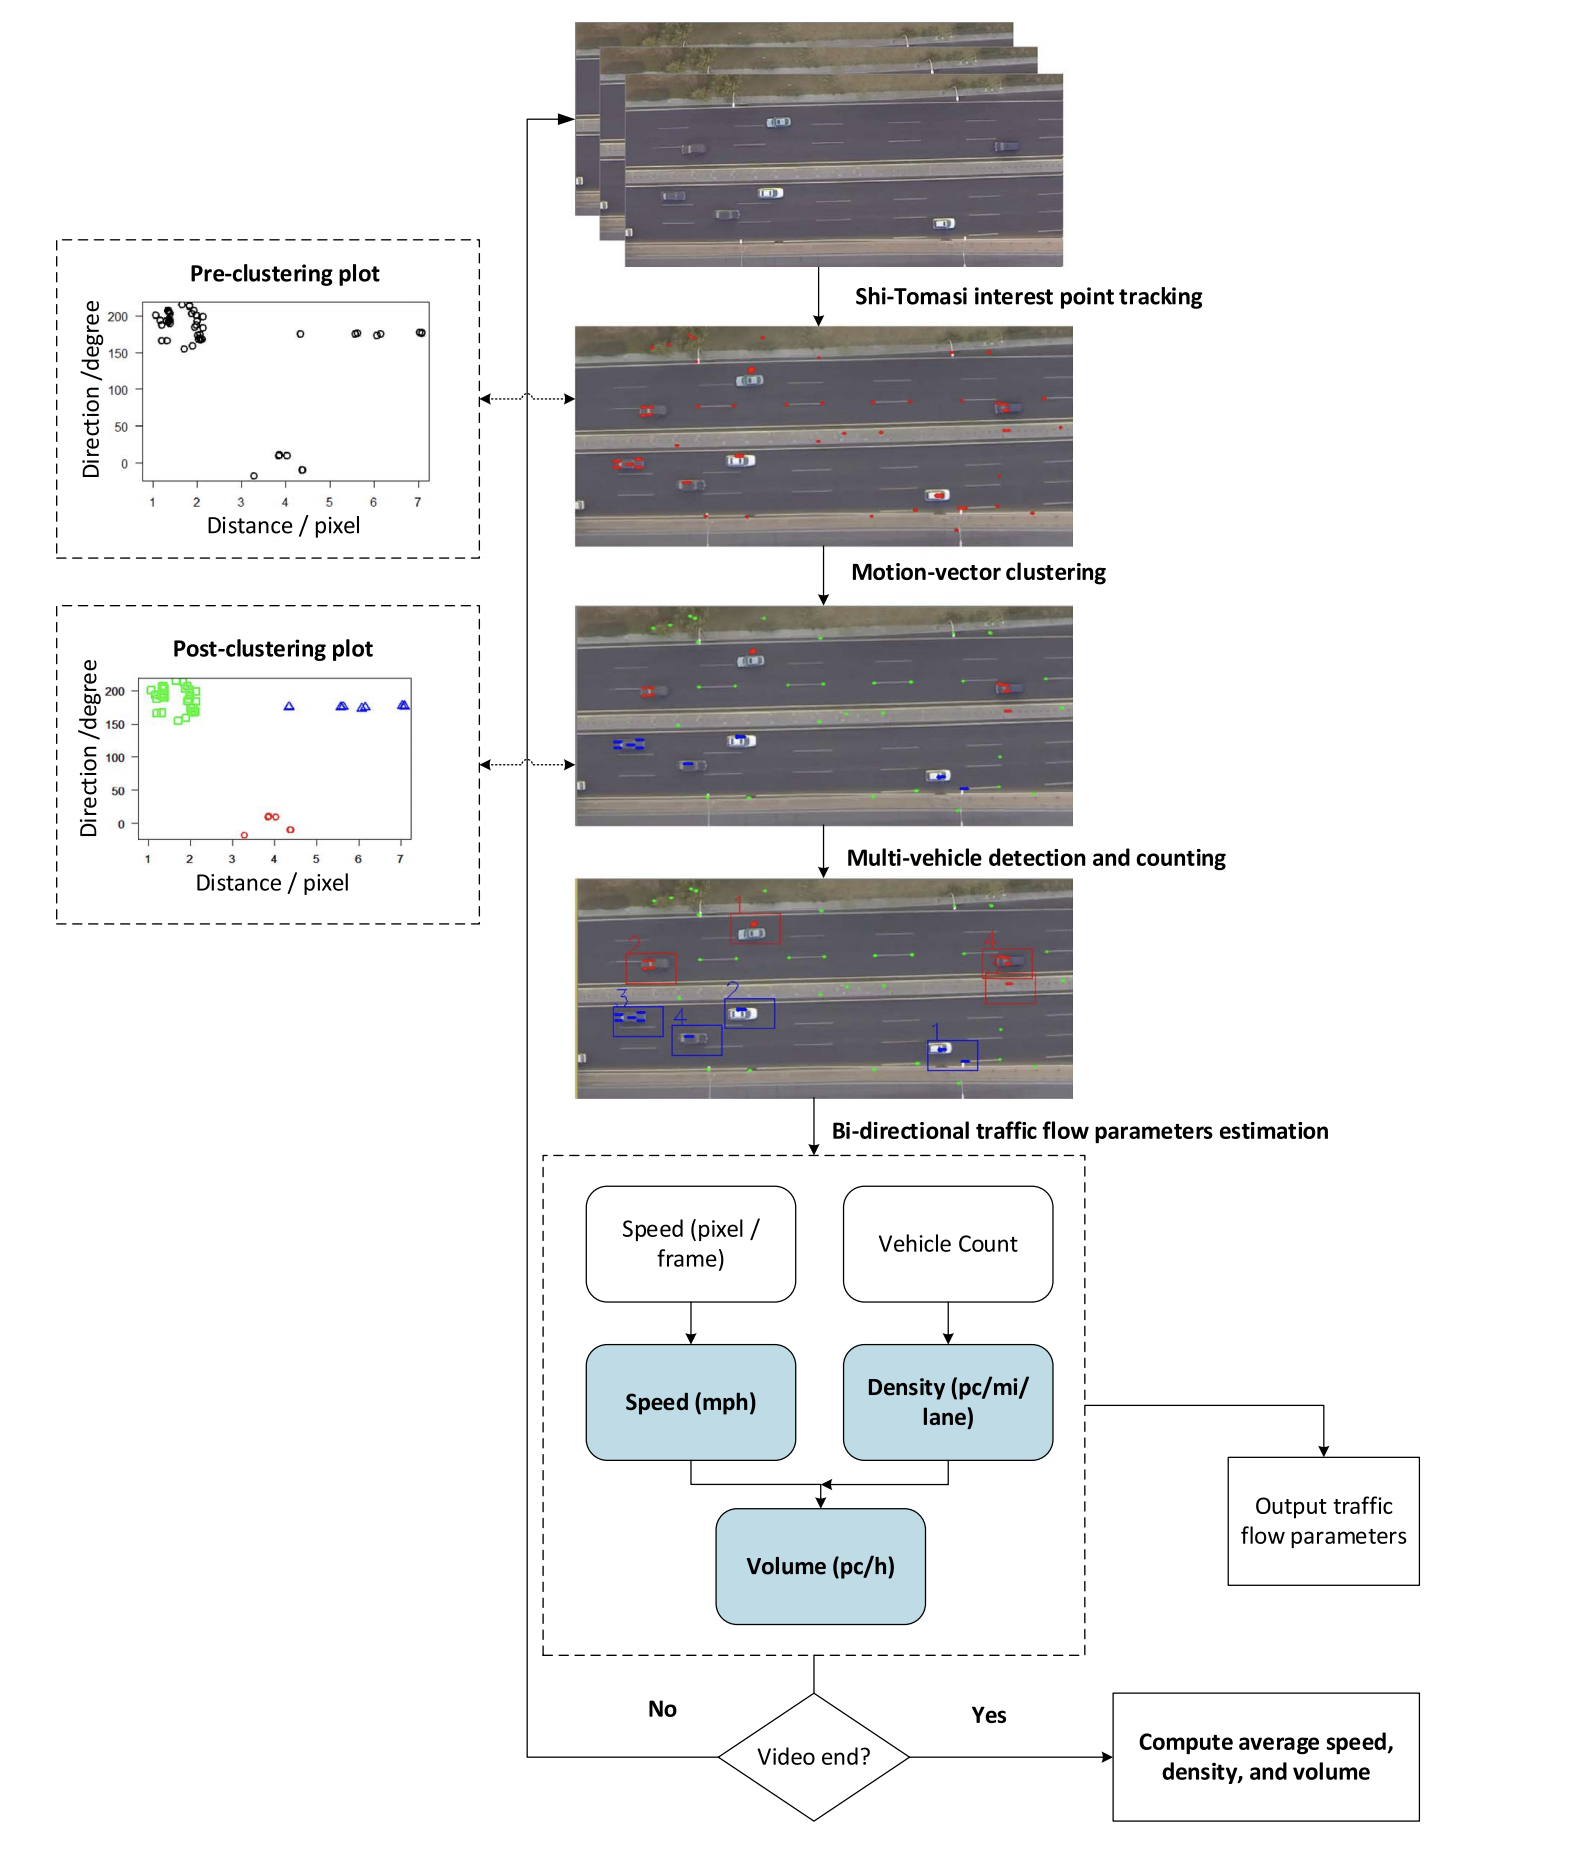 Shi-Tomasi interest point tracking
Pre-clustering plot
Direction /degree
200
150
100
50
0
1 2 3 4 5 6 7
Distance / pixel
Motion-vector clustering
Post-clustering plot
Direction /degree
200
150
100
50
0
1 2 3 4 5 6 7
Distance / pixel
Multi-vehicle detection and counting
1
2
4
3
2
4
1
Bi-directional traffic flow parameters estimation
Speed (pixel /
frame)
Vehicle Count
Speed (mph)
Density (pc/mi/
lane)
Volume (pc/h)
Output traffic
flow parameters
No
Yes
Video end?
Compute average speed,
density, and volume